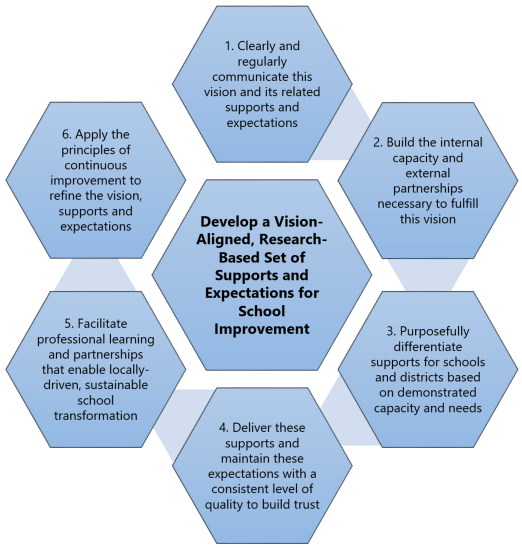 1. Clearly and
regularly
communicate this
vision and its related
supports and
expectations
2. Build the internal
capacity and
external
partnerships
necessary to fulfill
this vision
3. Purposefully
differentiate
supports for schools
and districts based
on demonstrated
capacity and needs
4. Deliver these
supports and
maintain these
expectations with a
consistent level of
quality to build trust
5. Facilitate
professional learning
and partnerships
that enable locally-
driven, sustainable
school
transformation
6. Apply the
principles of
continuous
improvement to
refine the vision,
supports and
expectations
Develop a Vision-
Aligned, Research-
Based Set of
Supports and
Expectations for
School
Improvement